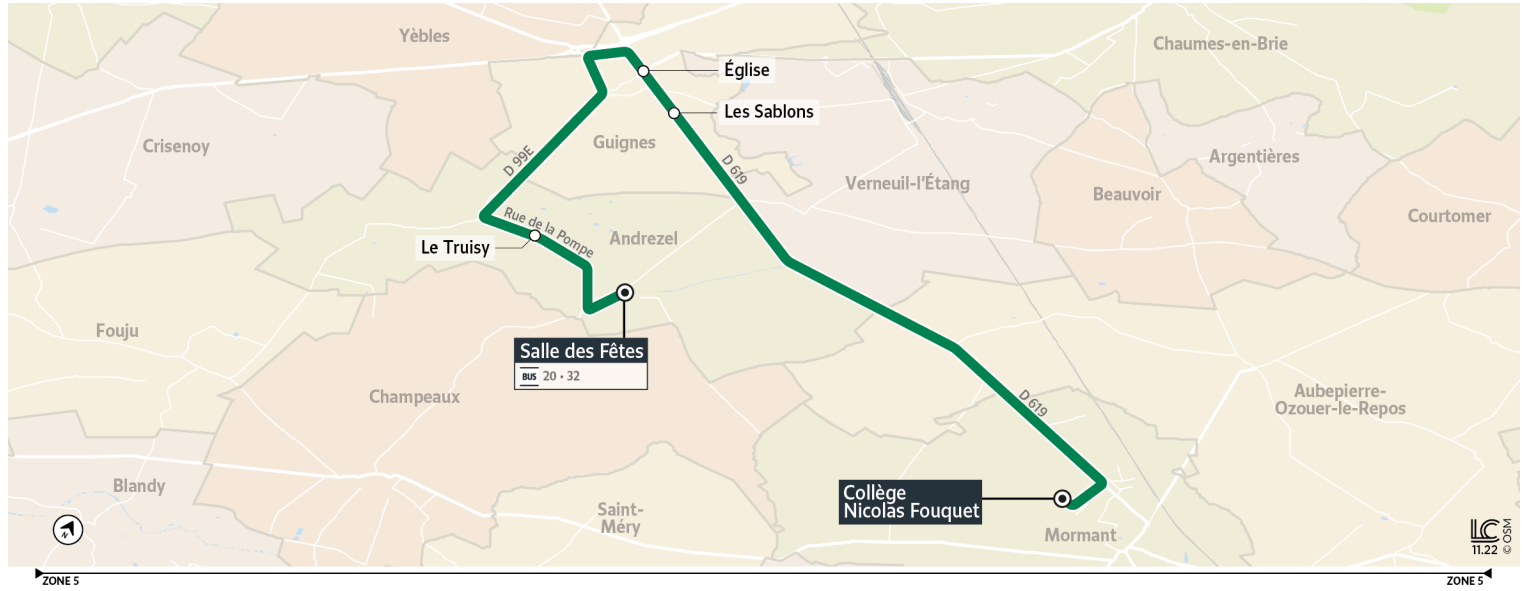 Yèbles
Chaumes-en-Brie
Église
Les Sablons
Crisenoy
Guignes
D 99E
D 619
Argentières
Verneuil-l'Étang
Beauvoir
Courtomer
Rue de la Pompe
Andrezel
Le Truisy
Fouju
Salle des Fêtes
BUS 20 • 32
Champeaux
D 619
Aubepierre-
Ozouer-le-Repos
Blandy
Collège
Nicolas Fouquet
Saint-
Méry
Mormant
N
LC
11.22
© OSM
ZONE 5
ZONE 5